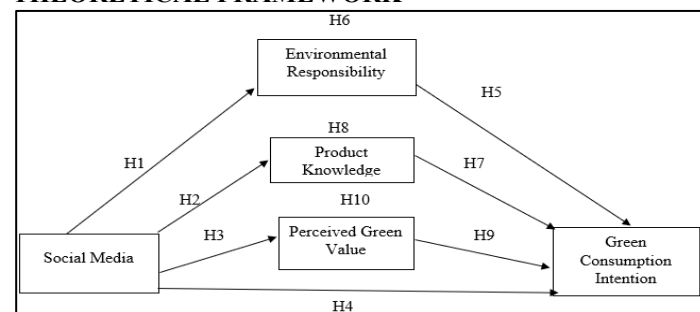 THEORETICAL FRAMEWORK
H6
Environmental
Responsibility
H5
H8
H1
Product
Knowledge
H7
H2
H10
H3
Perceived Green
Value
H9
Social Media
Green
Consumption
Intention
H4